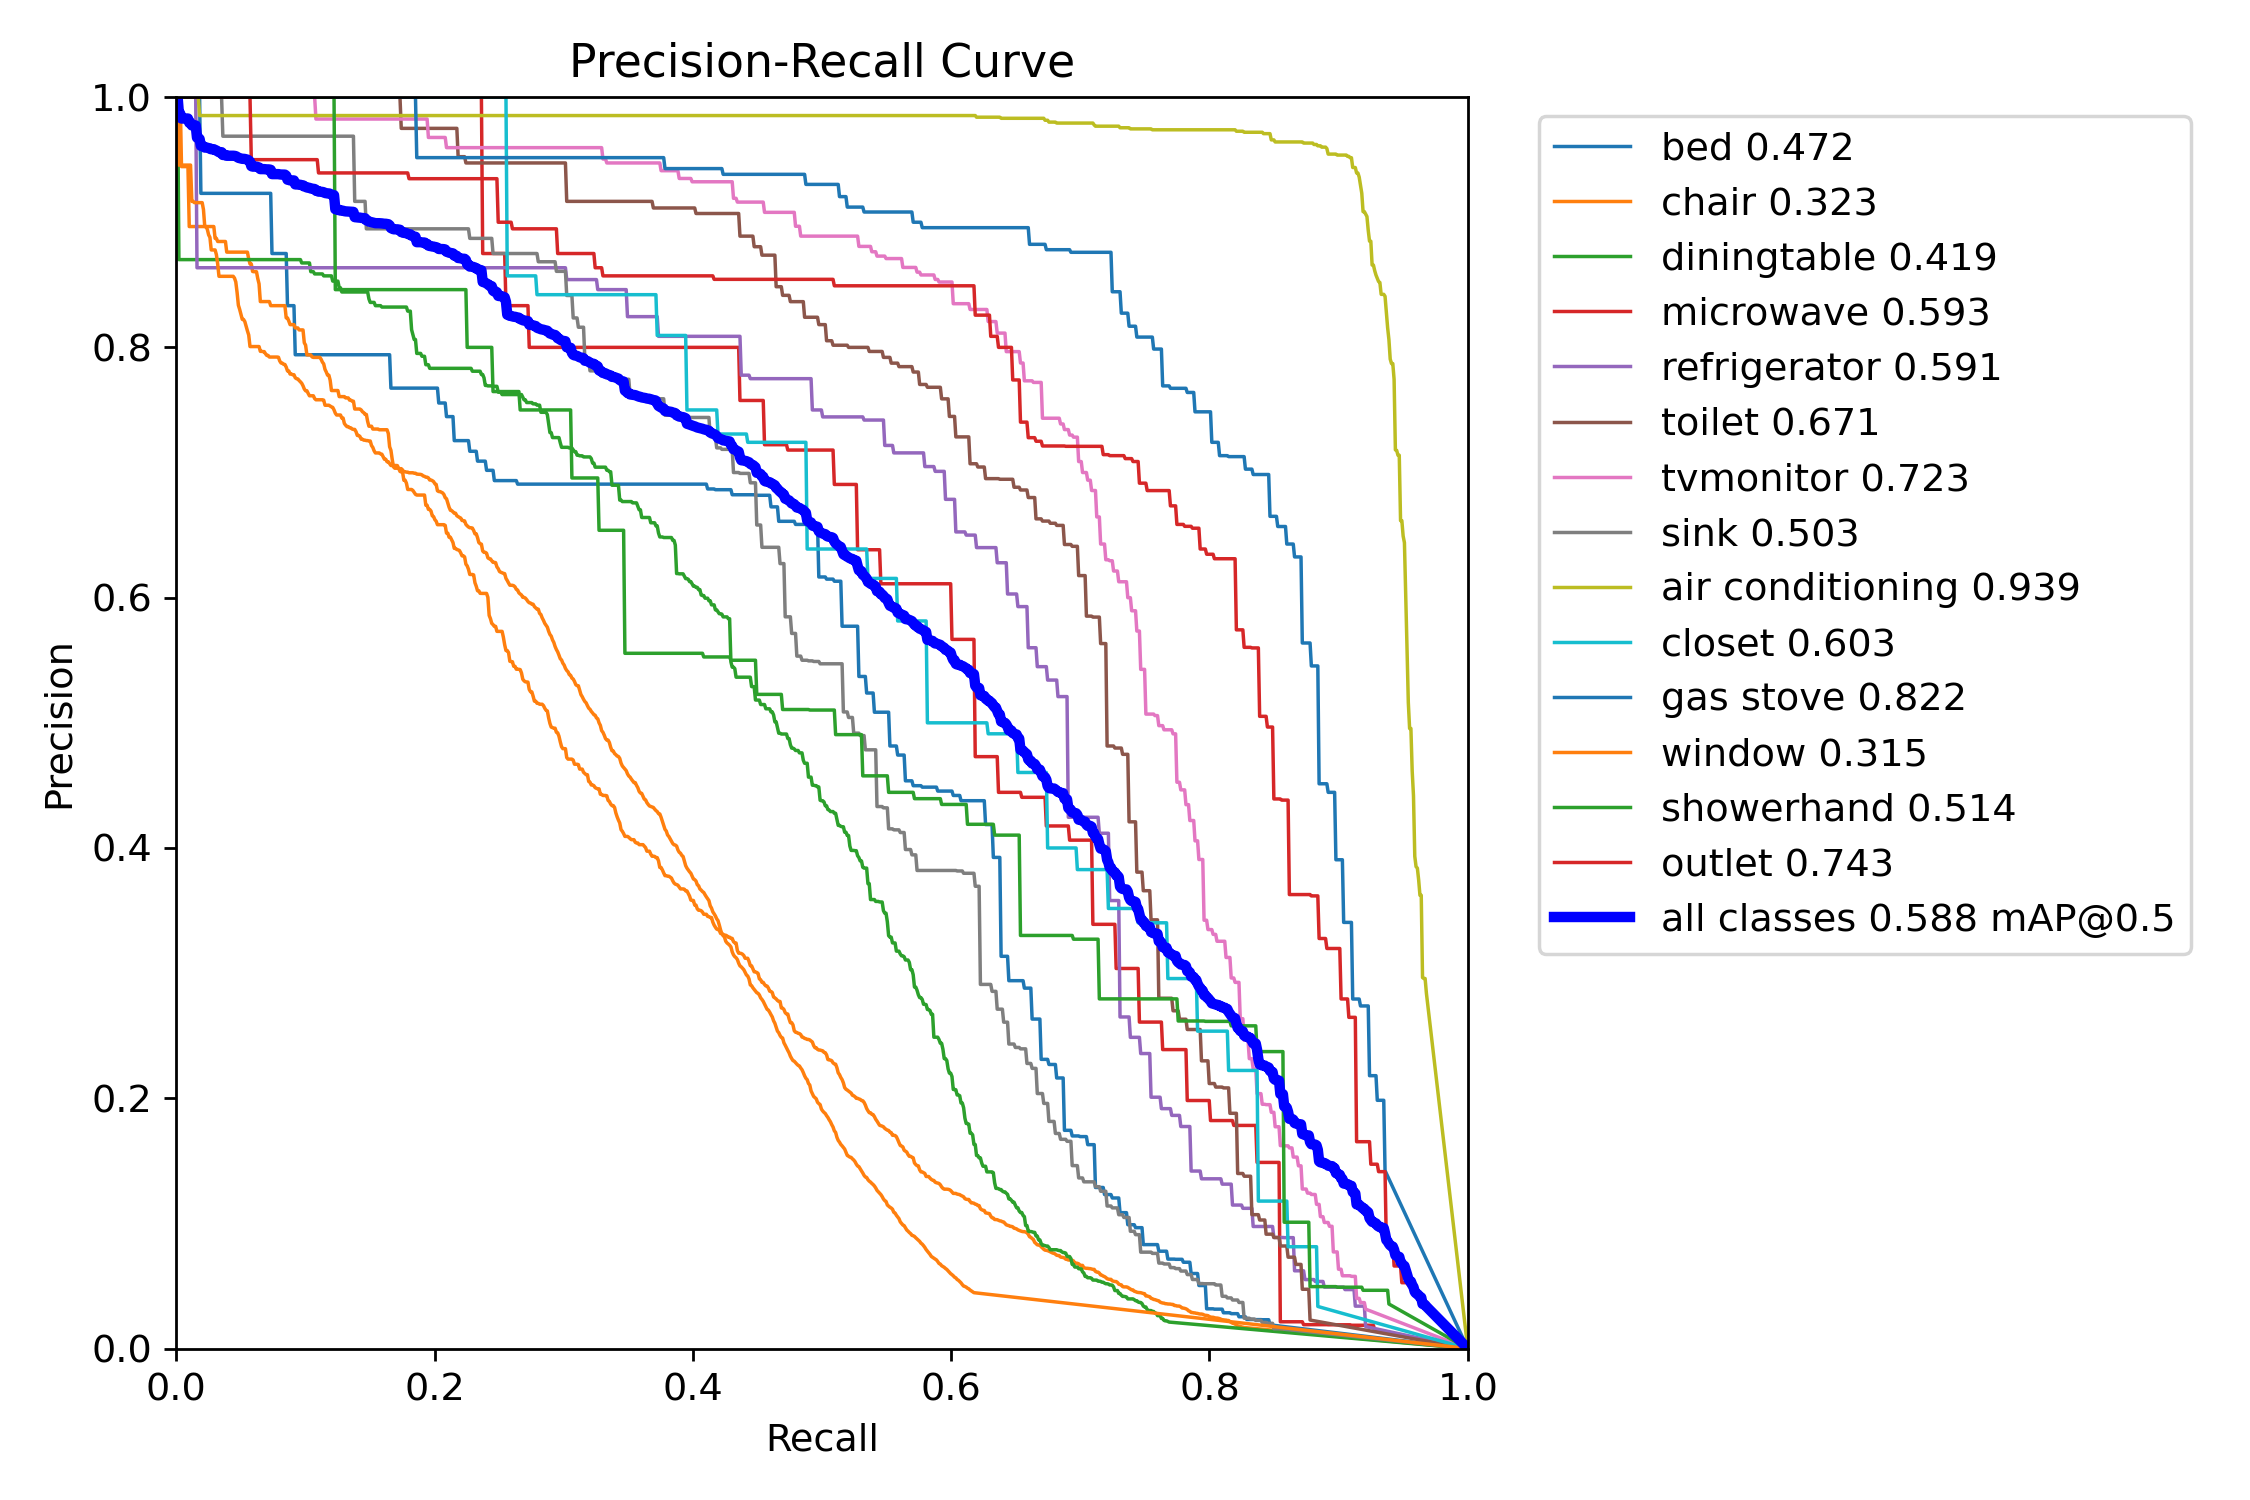 Precision-Recall Curve
1.0
0.8
0.6
0.4
0.2
0.0
Precision
0.0 0.2 0.4 0.6 0.8 1.0
Recall
bed 0.472
chair 0.323
diningtable 0.419
microwave 0.593
refrigerator 0.591
toilet 0.671
tvmonitor 0.723
sink 0.503
air conditioning 0.939
closet 0.603
gas stove 0.822
window 0.315
showerhand 0.514
outlet 0.743
all classes 0.588 mAP@0.5